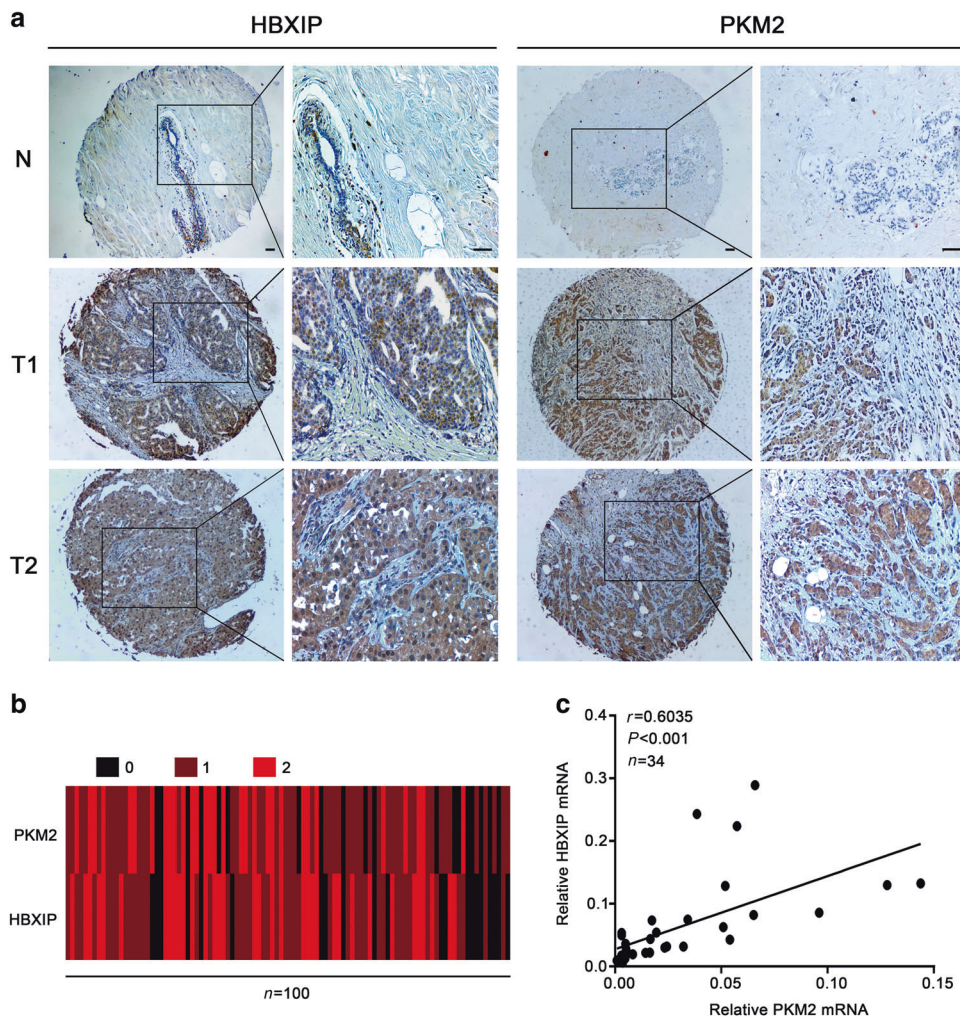 a
HBXIP
PKM2
N
T1
T2
b
0 1 2
PKM2
HBXIP
n=100
c
r=0.6035
P<0.001
n=34
Relative HBXIP mRNA
0.4
0.3
0.2
0.1
0.0
0.00 0.05 0.10 0.15
Relative PKM2 mRNA